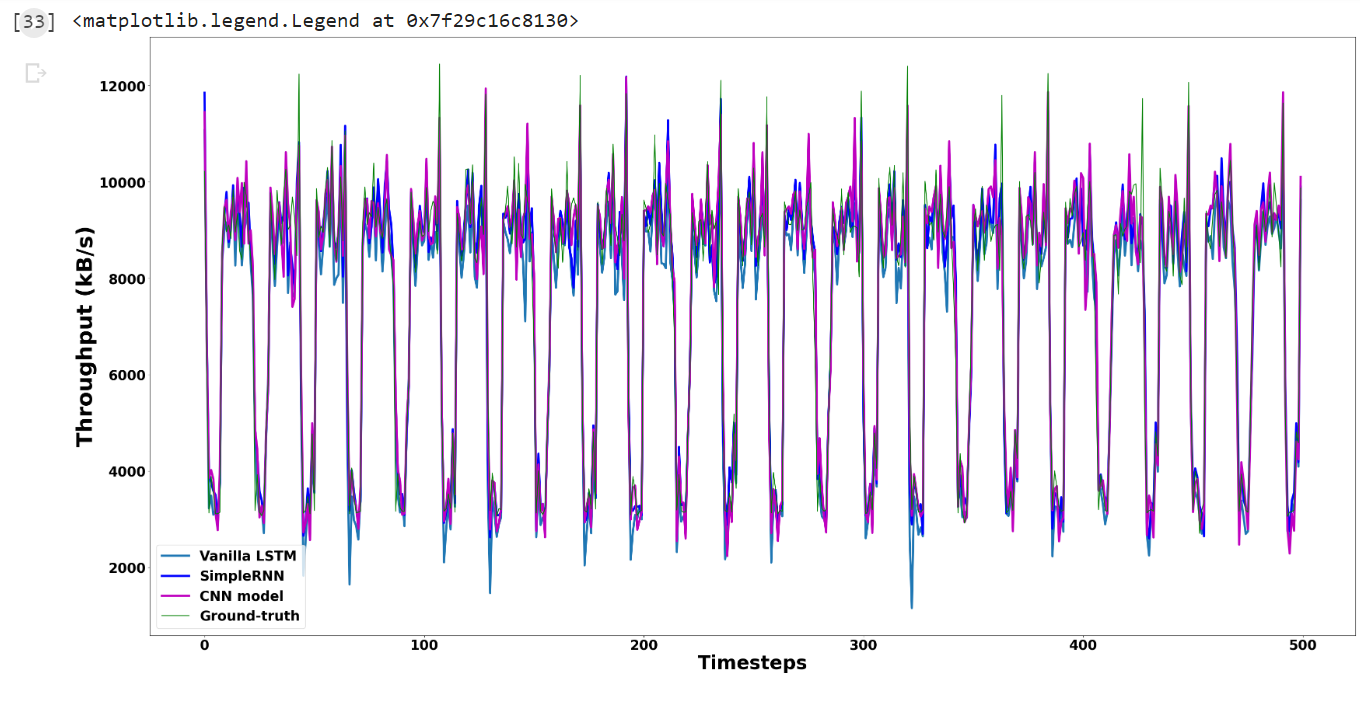 [33] <matplotlib.legend.Legend at 0x7f29c16c8130>
12000
10000
8000
6000
4000
2000
Throughput (kB/s)
Vanilla LSTM
SimpleRNN
CNN model
Ground-truth
0 100 200 300 400 500
Timesteps